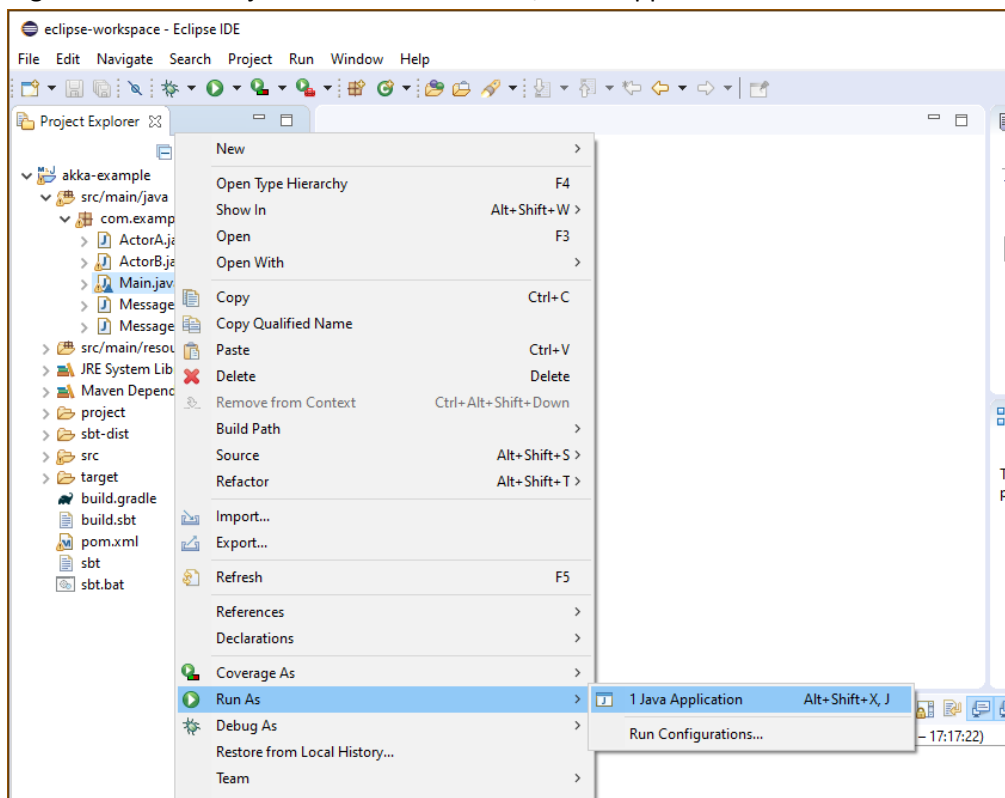 eclipse-workspace - Eclipse IDE
File Edit Navigate Search Project Run Window Help
Project Explorer
akka-example
src/main/java
com.examp
ActorA.ja
ActorB.ja
Main.jav
Message
Message
src/main/resou
JRE System Lib
Maven Depend
project
sbt-dist
src
target
build.gradle
build.sbt
pom.xml
sbt
sbt.bat
New
Open Type Hierarchy F4
Show In Alt+Shift+W >
Open F3
Open With
Copy Ctrl+C
Copy Qualified Name
Paste Ctrl+V
Delete Delete
Remove from Context Ctrl+Alt+Shift+Down
Build Path
Source Alt+Shift+S >
Refactor Alt+Shift+T >
Import...
Export...
Refresh F5
References
Declarations
Coverage As
Run As
Debug As
Restore from Local History...
Team
1 Java Application Alt+Shift+X, J
Run Configurations...
– 17:17:22)